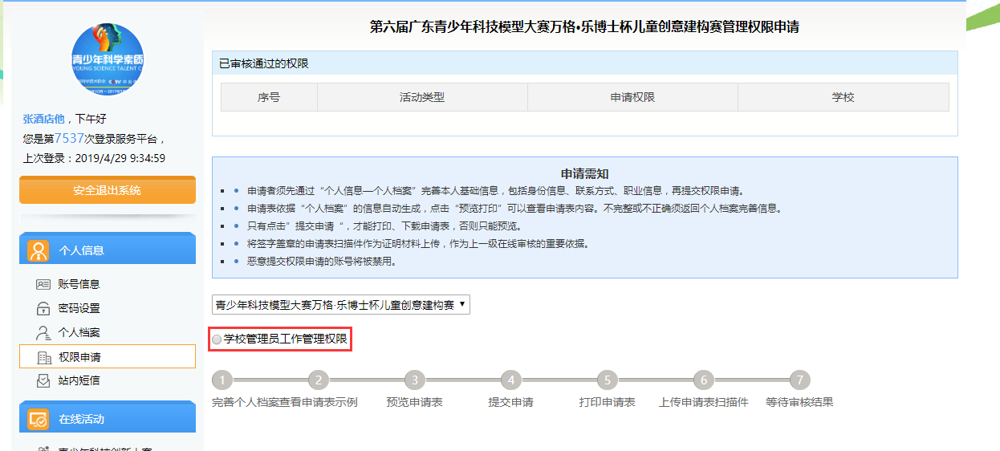 第六届广东青少年科技模型大赛万格•乐博士杯儿童创意建构赛管理权限申请
青少年科学素质
YOUNG SCIENCE TALENT C
张酒店他，下午好
您是第7537次登录服务平台，
上次登录：2019/4/29 9:34:59
安全退出系统
个人信息
账号信息
密码设置
个人档案
权限申请
站内短信
在线活动
青少年科技创新大赛
已审核通过的权限
序号 活动类型 申请权限 学校
申请需知
申请者须先通过“个人信息—个人档案”完善本人基础信息，包括身份信息、联系方式、职业信息，再提交权限申请。
申请表依据“个人档案”的信息自动生成，点击“预览打印”可以查看申请表内容。不完整或不正确须返回个人档案完善信息。
只有点击”提交申请“，才能打印、下载申请表，否则只能预览。
将签字盖章的申请表扫描件作为证明材料上传，作为上一级在线审核的重要依据。
恶意提交权限申请的账号将被禁用。
青少年科技模型大赛万格·乐博士杯儿童创意建构赛
学校管理员工作管理权限
1 2 3 4 5 6 7
完善个人档案 查看申请表示例 预览申请表 提交申请 打印申请表 上传申请表扫描件 等待审核结果